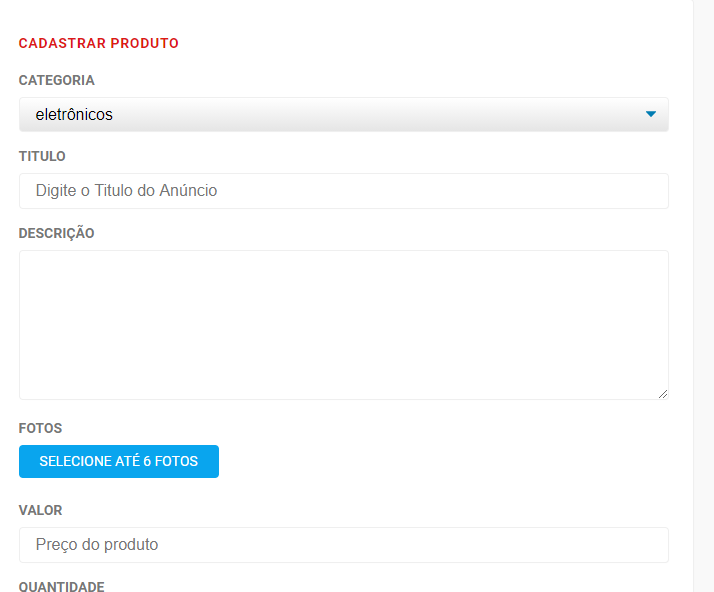 CADASTRAR PRODUTO
CATEGORIA
eletrônicos
TITULO
Digite o Titulo do Anúncio
DESCRIÇÃO
FOTOS
SELECIONE ATÉ 6 FOTOS
VALOR
Preço do produto
QUANTIDADE